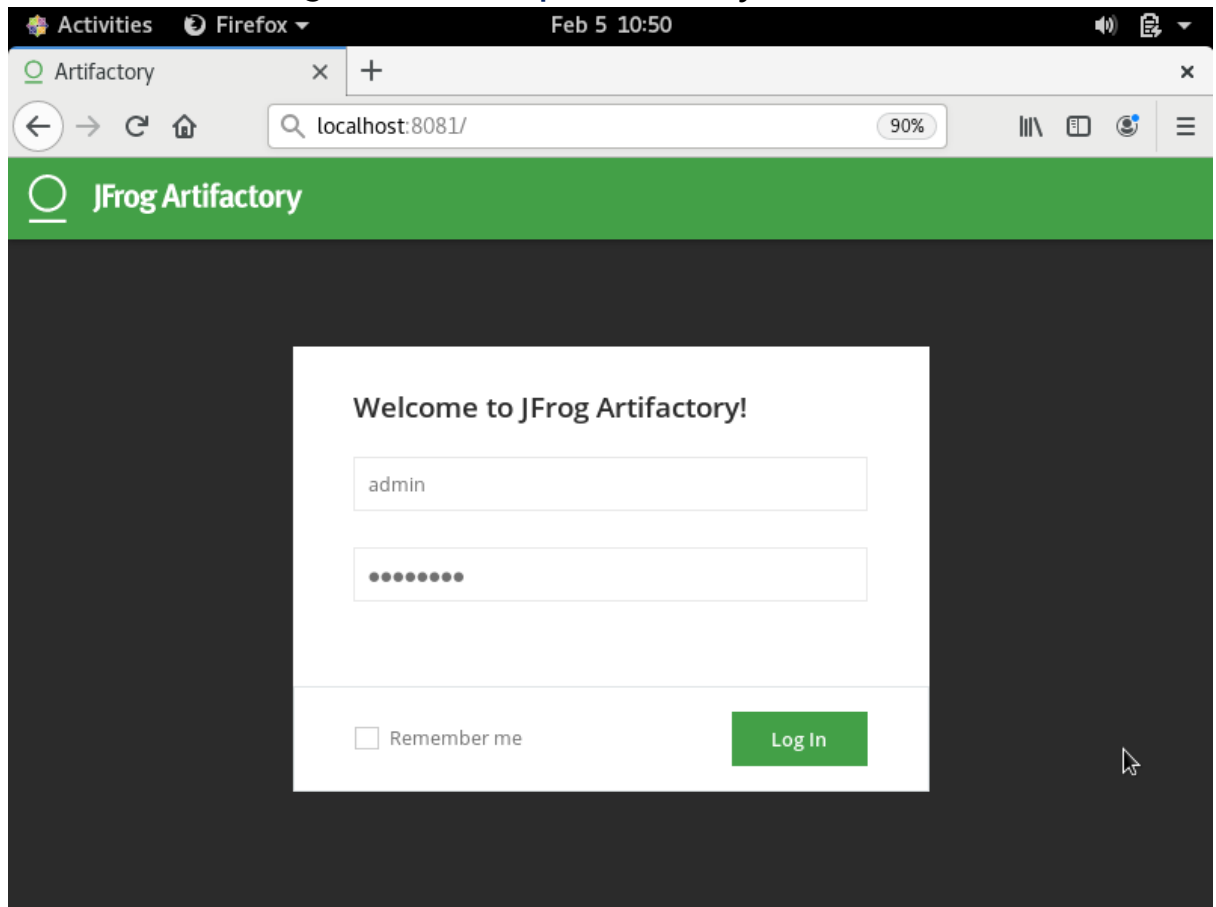 Activities Firefox Feb 5 10:50
Artifactory
localhost:8081/ 90%
JFrog Artifactory
Welcome to JFrog Artifactory!
admin
••••••••
Remember me Log In